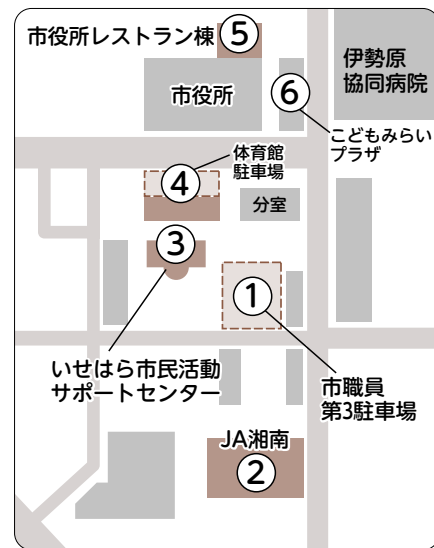 市役所レストラン棟
⑤
伊勢原
協同病院
市役所
⑥
こどもみらい
プラザ
体育館
駐車場
④
分室
③
①
いせはら市民活動
サポートセンター
市職員
第3駐車場
JA湘南
②